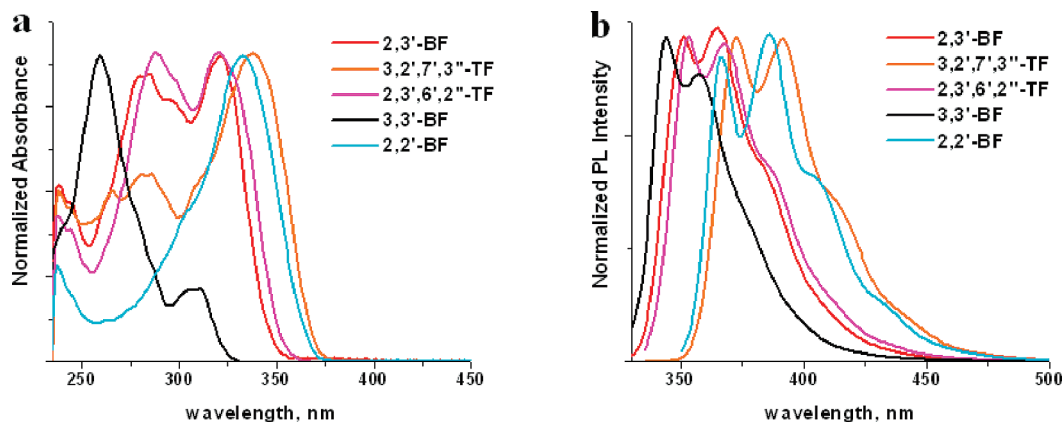 a
Normalized Absorbance
2,3'-BF
3,2',7',3"-TF
2,3',6',2"-TF
3,3'-BF
2,2'-BF
250 300 350 400 450
wavelength, nm
b
Normalized PL Intensity
2,3'-BF
3,2',7',3"-TF
2,3',6',2"-TF
3,3'-BF
2,2'-BF
350 400 450 500
wavelength, nm